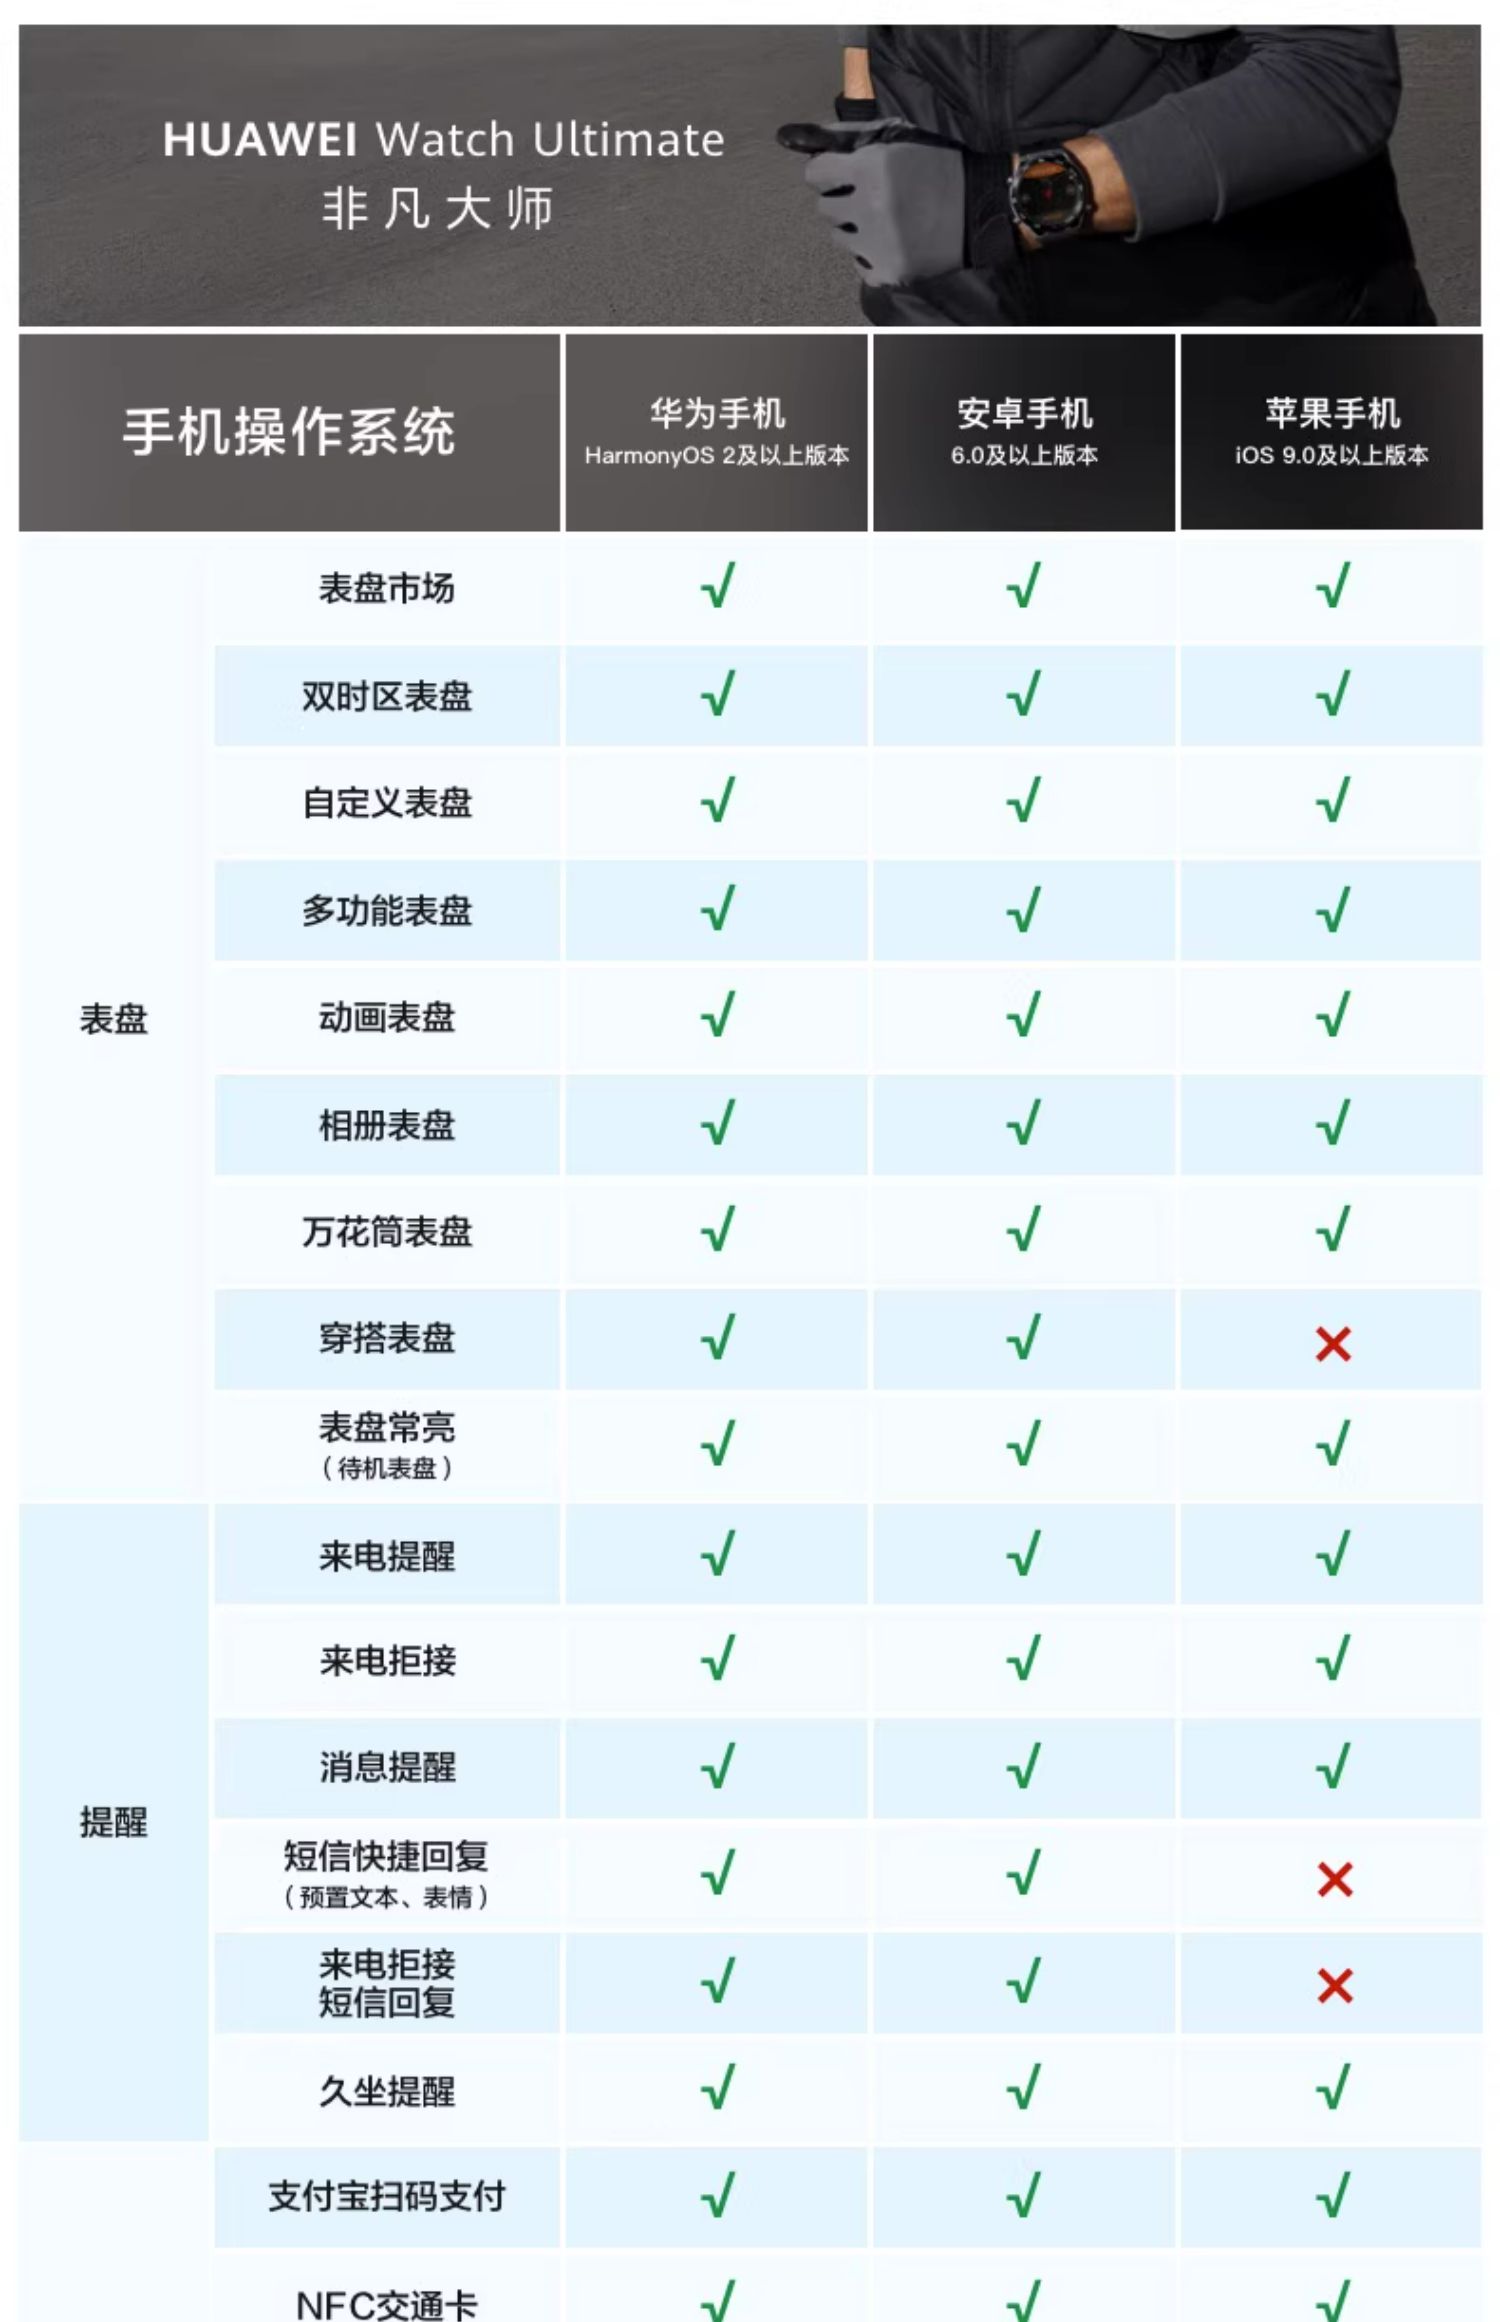 HUAWEI Watch Ultimate
非凡大师
手机操作系统
华为手机
HarmonyOS 2及以上版本
安卓手机
6.0及以上版本
苹果手机
iOS 9.0及以上版本
表盘
表盘市场 √ √ √
双时区表盘 √ √ √
自定义表盘 √ √ √
多功能表盘 √ √ √
动画表盘 √ √ √
相册表盘 √ √ √
万花筒表盘 √ √ √
穿搭表盘 √ √ ×
表盘常亮 √ √ √
（待机表盘）
提醒
来电提醒 √ √ √
来电拒接 √ √ √
消息提醒 √ √ √
短信快捷回复 √ √ ×
（预置文本、表情）
来电拒接 √ √ ×
短信回复
久坐提醒 √ √ √
支付宝扫码支付 √ √ √
NFC交通卡 √ √ √